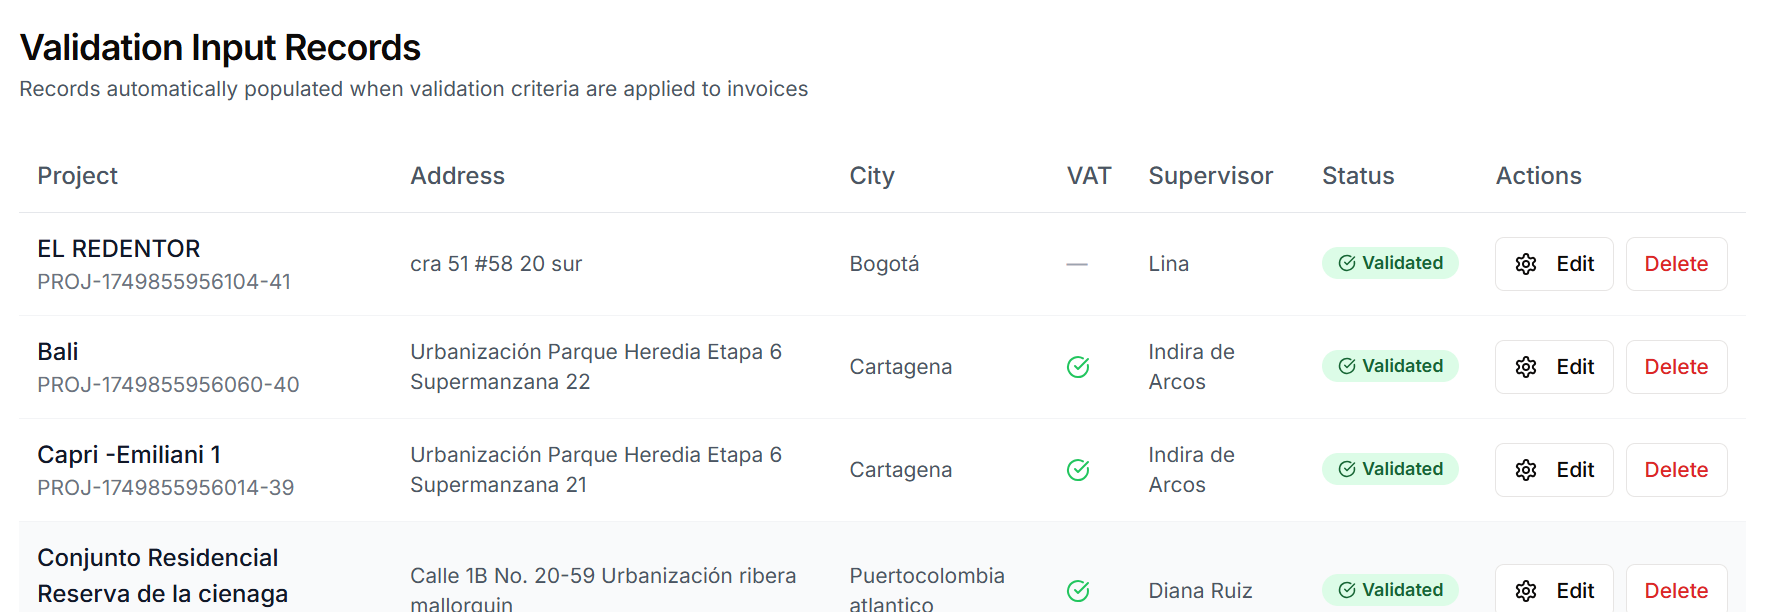 Validation Input Records
Records automatically populated when validation criteria are applied to invoices
Project Address City VAT Supervisor Status Actions
EL REDENTOR
PROJ-1749855956104-41
cra 51 #58 20 sur
Bogotá
—
Lina
Validated
Edit
Delete
Bali
PROJ-1749855956060-40
Urbanización Parque Heredia Etapa 6
Supermanzana 22
Cartagena
Indira de
Arcos
Validated
Edit
Delete
Capri -Emiliani 1
PROJ-1749855956014-39
Urbanización Parque Heredia Etapa 6
Supermanzana 21
Cartagena
Indira de
Arcos
Validated
Edit
Delete
Conjunto Residencial
Reserva de la cienaga
Calle 1B No. 20-59 Urbanización ribera
mallorquin
Puertocolombia
atlantico
Diana Ruiz
Validated
Edit
Delete